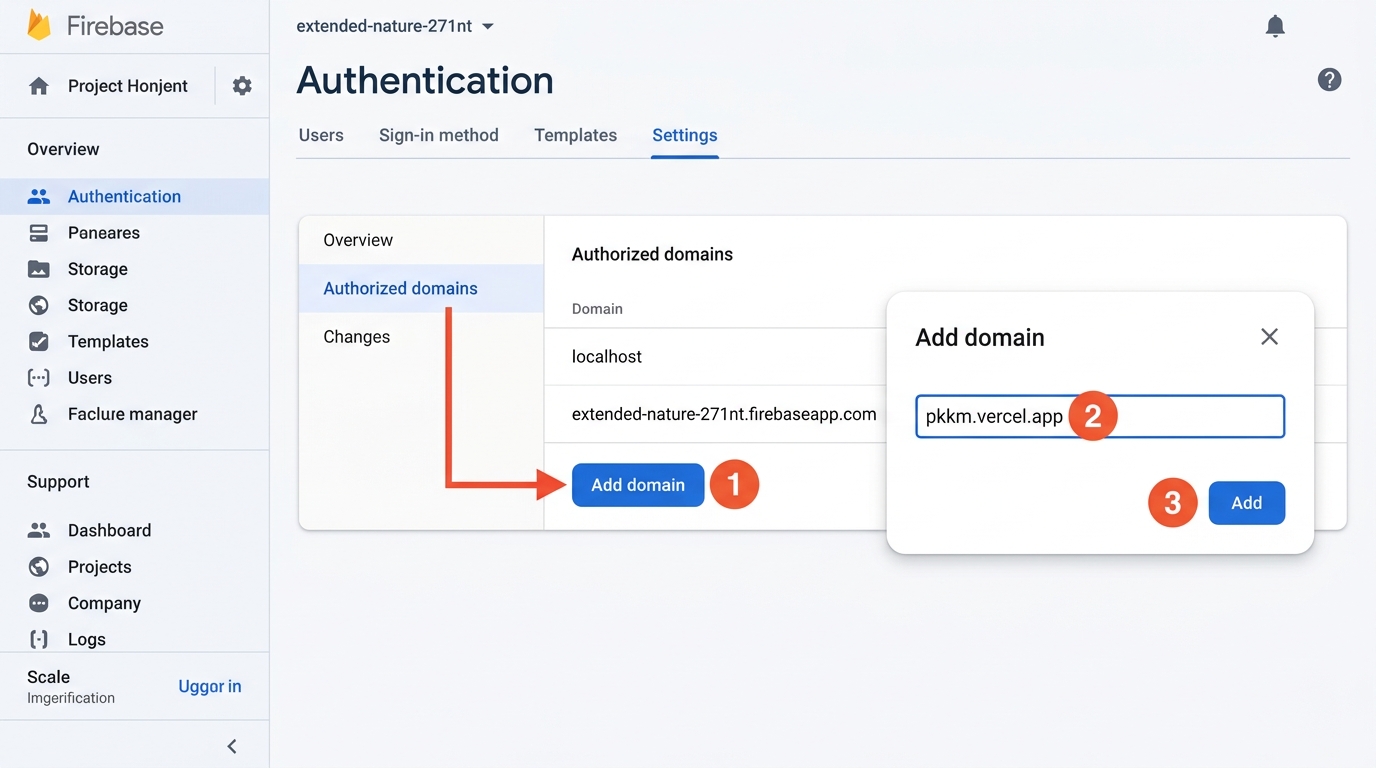 Firebase
Project Honjent
Overview
Authentication
Paneares
Storage
Storage
Templates
Users
Faclure manager
Support
Dashboard
Projects
Company
Logs
Scale
Imgerification
Uggor in
extended-nature-271nt
Authentication
Users Sign-in method Templates Settings
Overview
Authorized domains
Changes
Authorized domains
Domain
localhost
extended-nature-271nt.firebaseapp.com
Add domain 1
Add domain
pkkm.vercel.app 2
3 Add